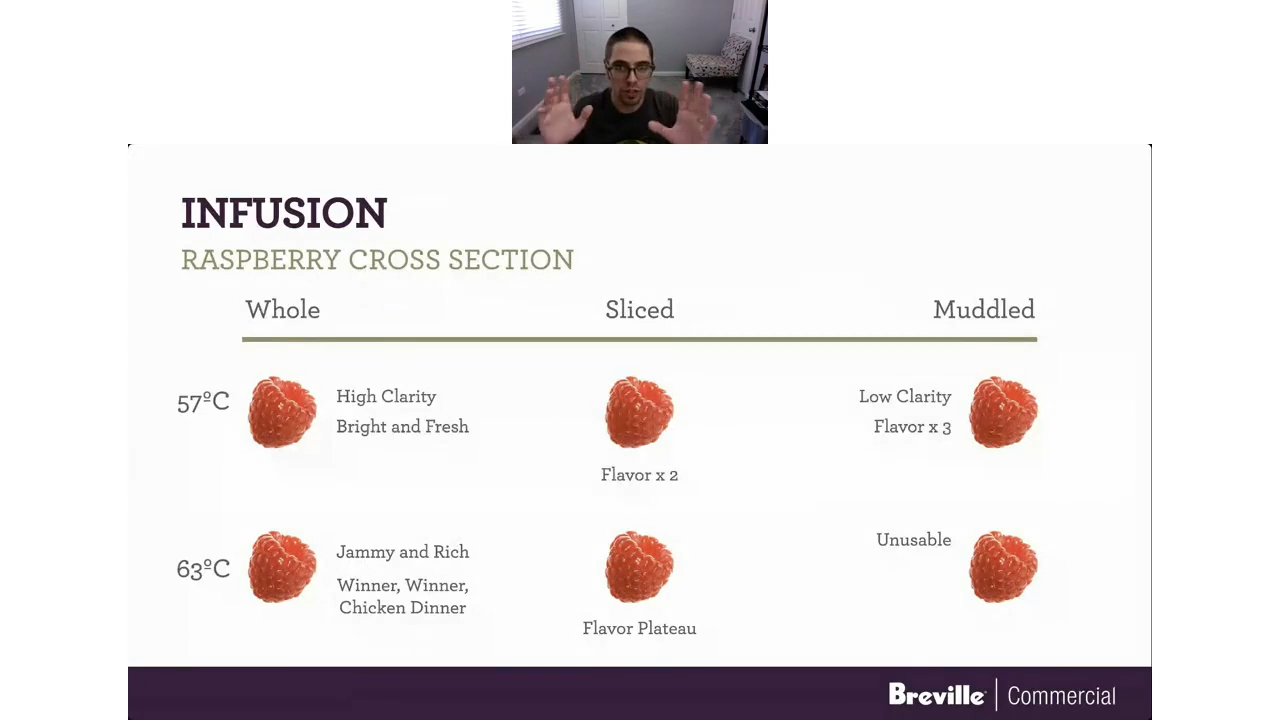 INFUSION
RASPBERRY CROSS SECTION
Whole
Sliced
Muddled
57ºC
High Clarity
Bright and Fresh
Flavor x 2
Low Clarity
Flavor x 3
63ºC
Jammy and Rich
Winner, Winner,
Chicken Dinner
Flavor Plateau
Unusable
Breville | Commercial